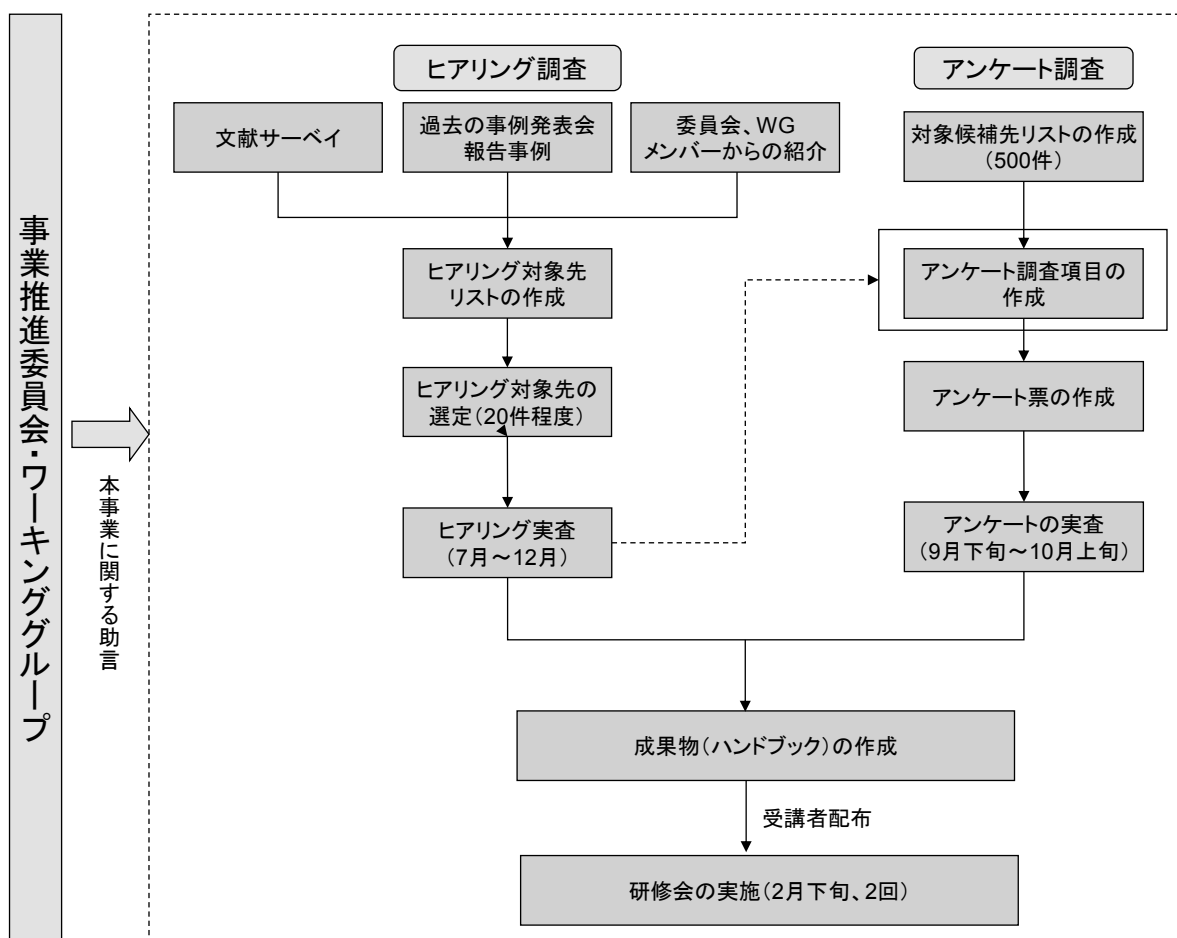 事業推進委員会・ワーキンググループ
本事業に関する助言
ヒアリング調査
文献サーベイ
過去の事例発表会
報告事例
委員会、WG
メンバーからの紹介
ヒアリング対象先
リストの作成
ヒアリング対象先の
選定(20件程度)
ヒアリング実査
(7月～12月)
アンケート調査
対象候補先リストの作成
(500件)
アンケート調査項目の
作成
アンケート票の作成
アンケートの実査
(9月下旬～10月上旬)
成果物(ハンドブック)の作成
受講者配布
研修会の実施(2月下旬、2回)